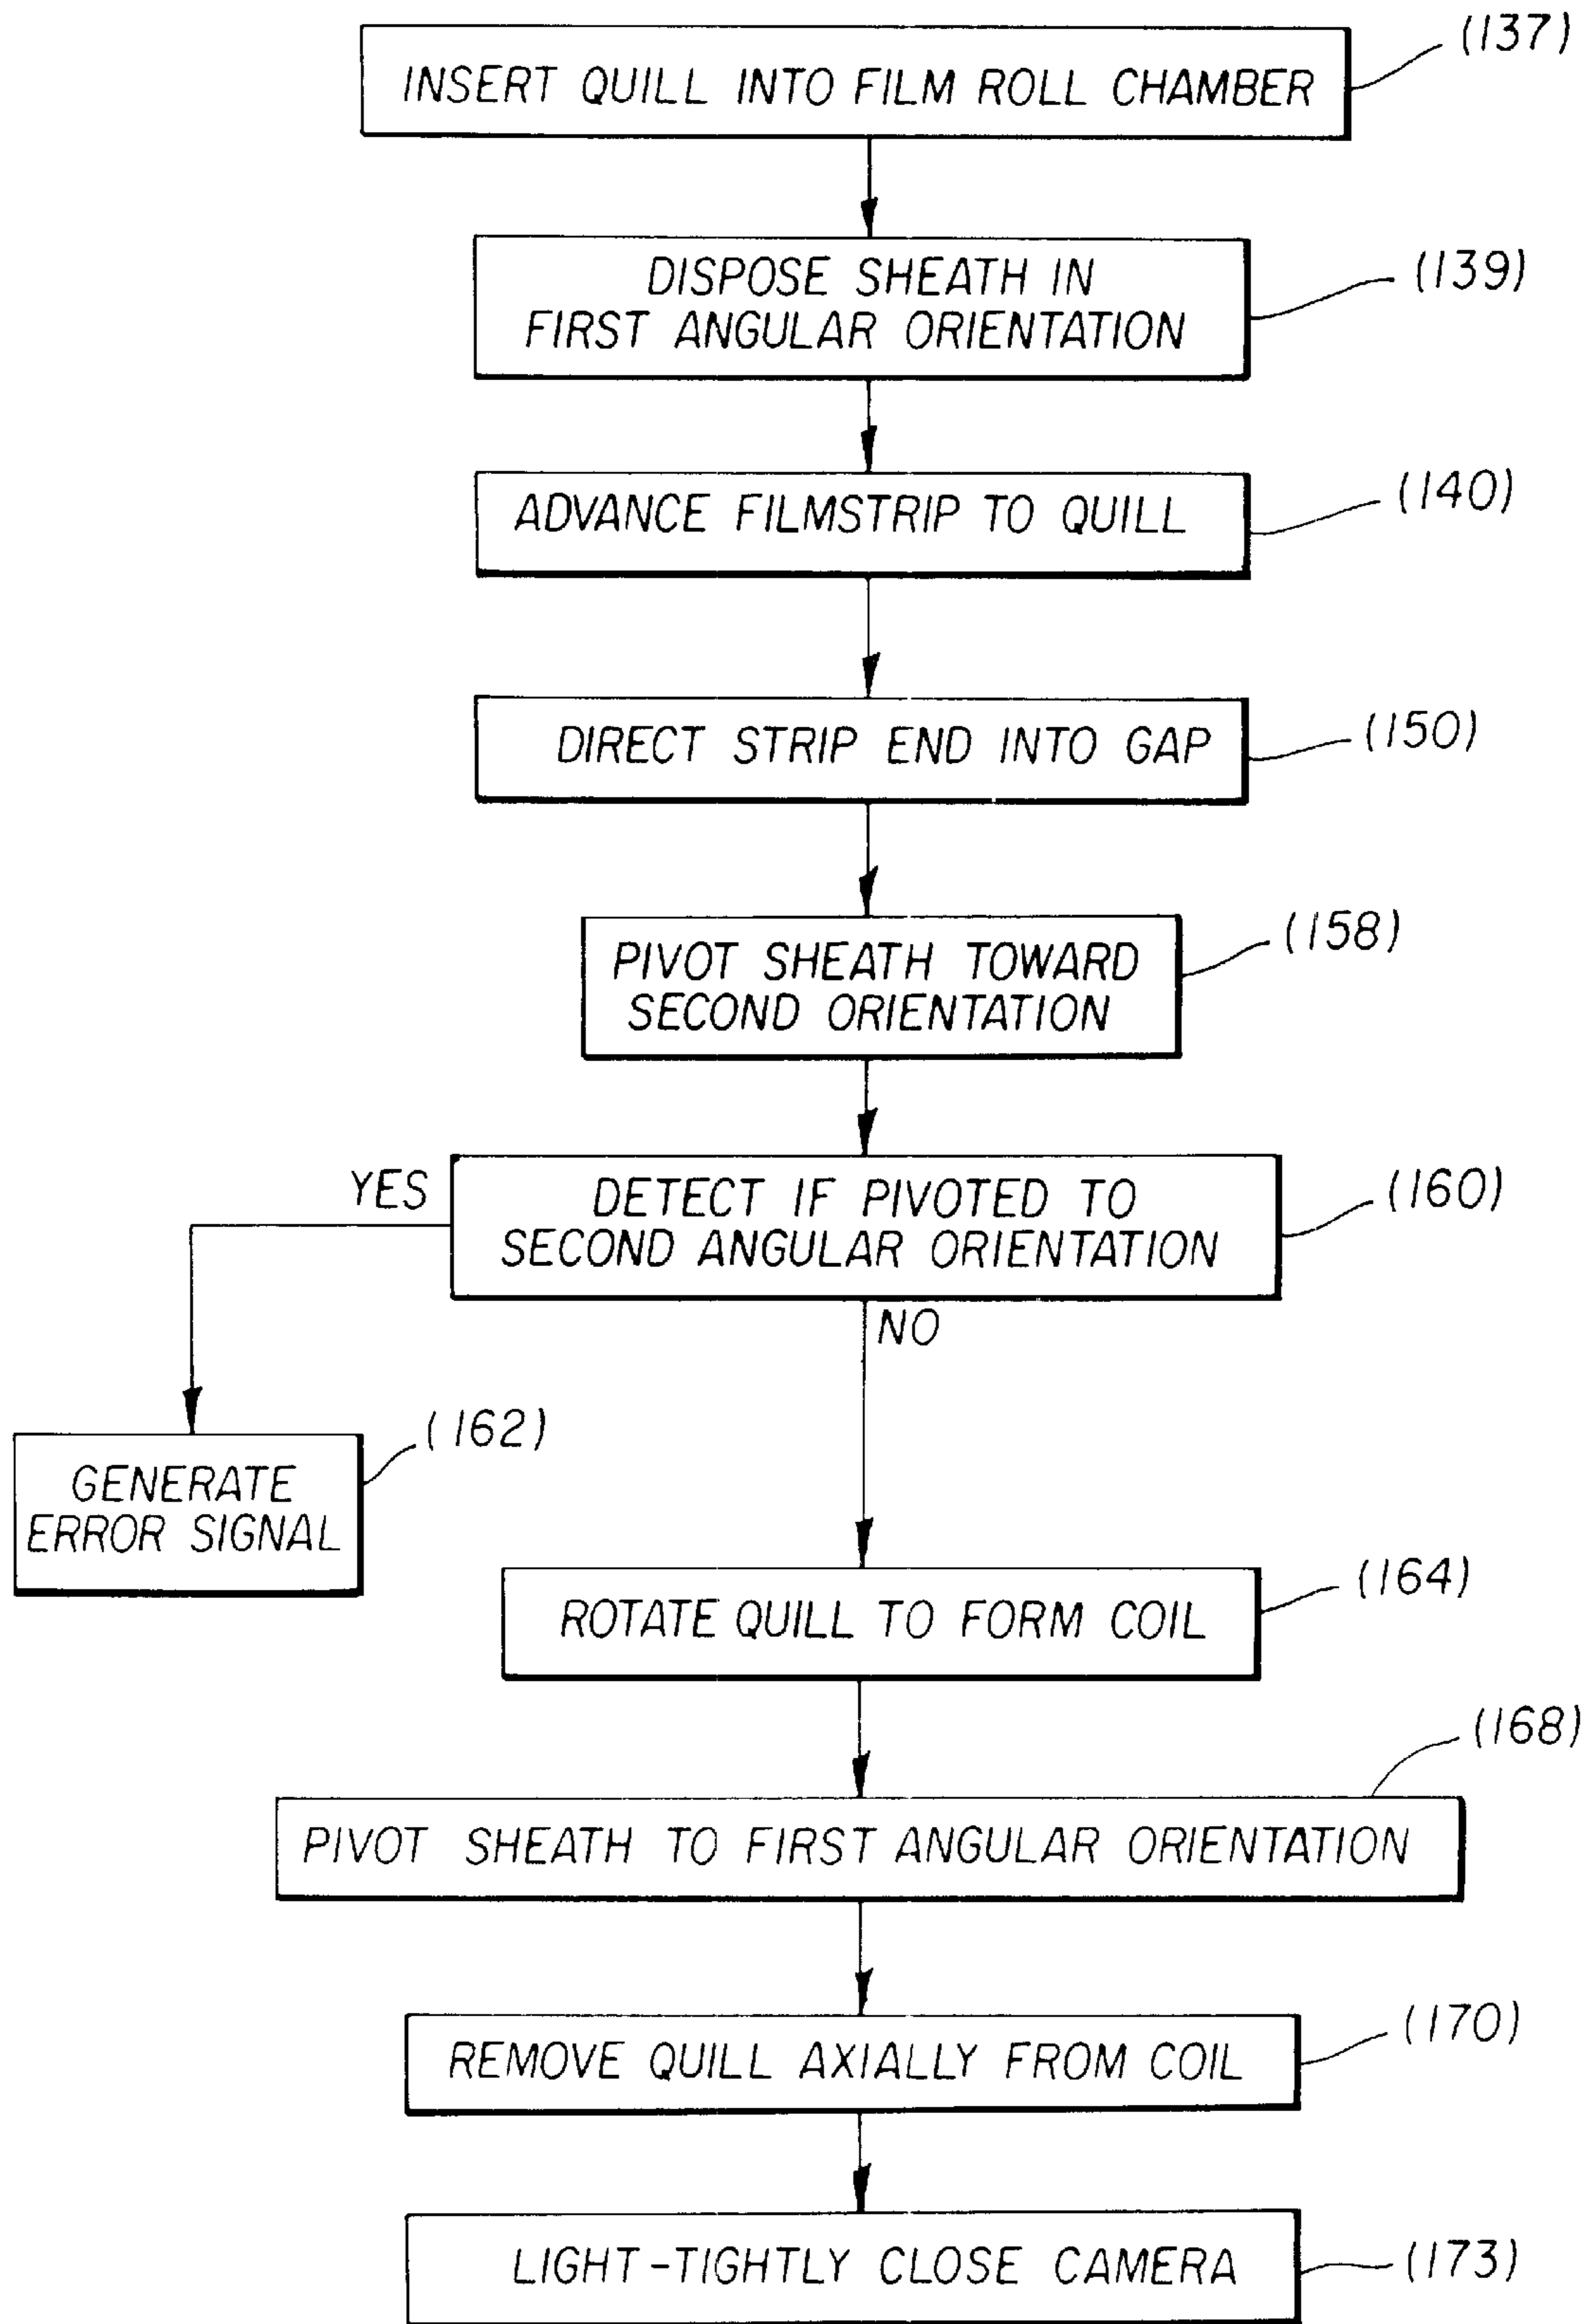 (137)
INSERT QUILL INTO FILM ROLL CHAMBER
(139)
DISPOSE SHEATH IN
FIRST ANGULAR ORIENTATION
(140)
ADVANCE FILMSTRIP TO QUILL
(150)
DIRECT STRIP END INTO GAP
(158)
PIVOT SHEATH TOWARD
SECOND ORIENTATION
(160)
YES
DETECT IF PIVOTED TO
SECOND ANGULAR ORIENTATION
NO
(162)
GENERATE
ERROR SIGNAL
(164)
ROTATE QUILL TO FORM COIL
(168)
PIVOT SHEATH TO FIRST ANGULAR ORIENTATION
(170)
REMOVE QUILL AXIALLY FROM COIL
(173)
LIGHT-TIGHTLY CLOSE CAMERA